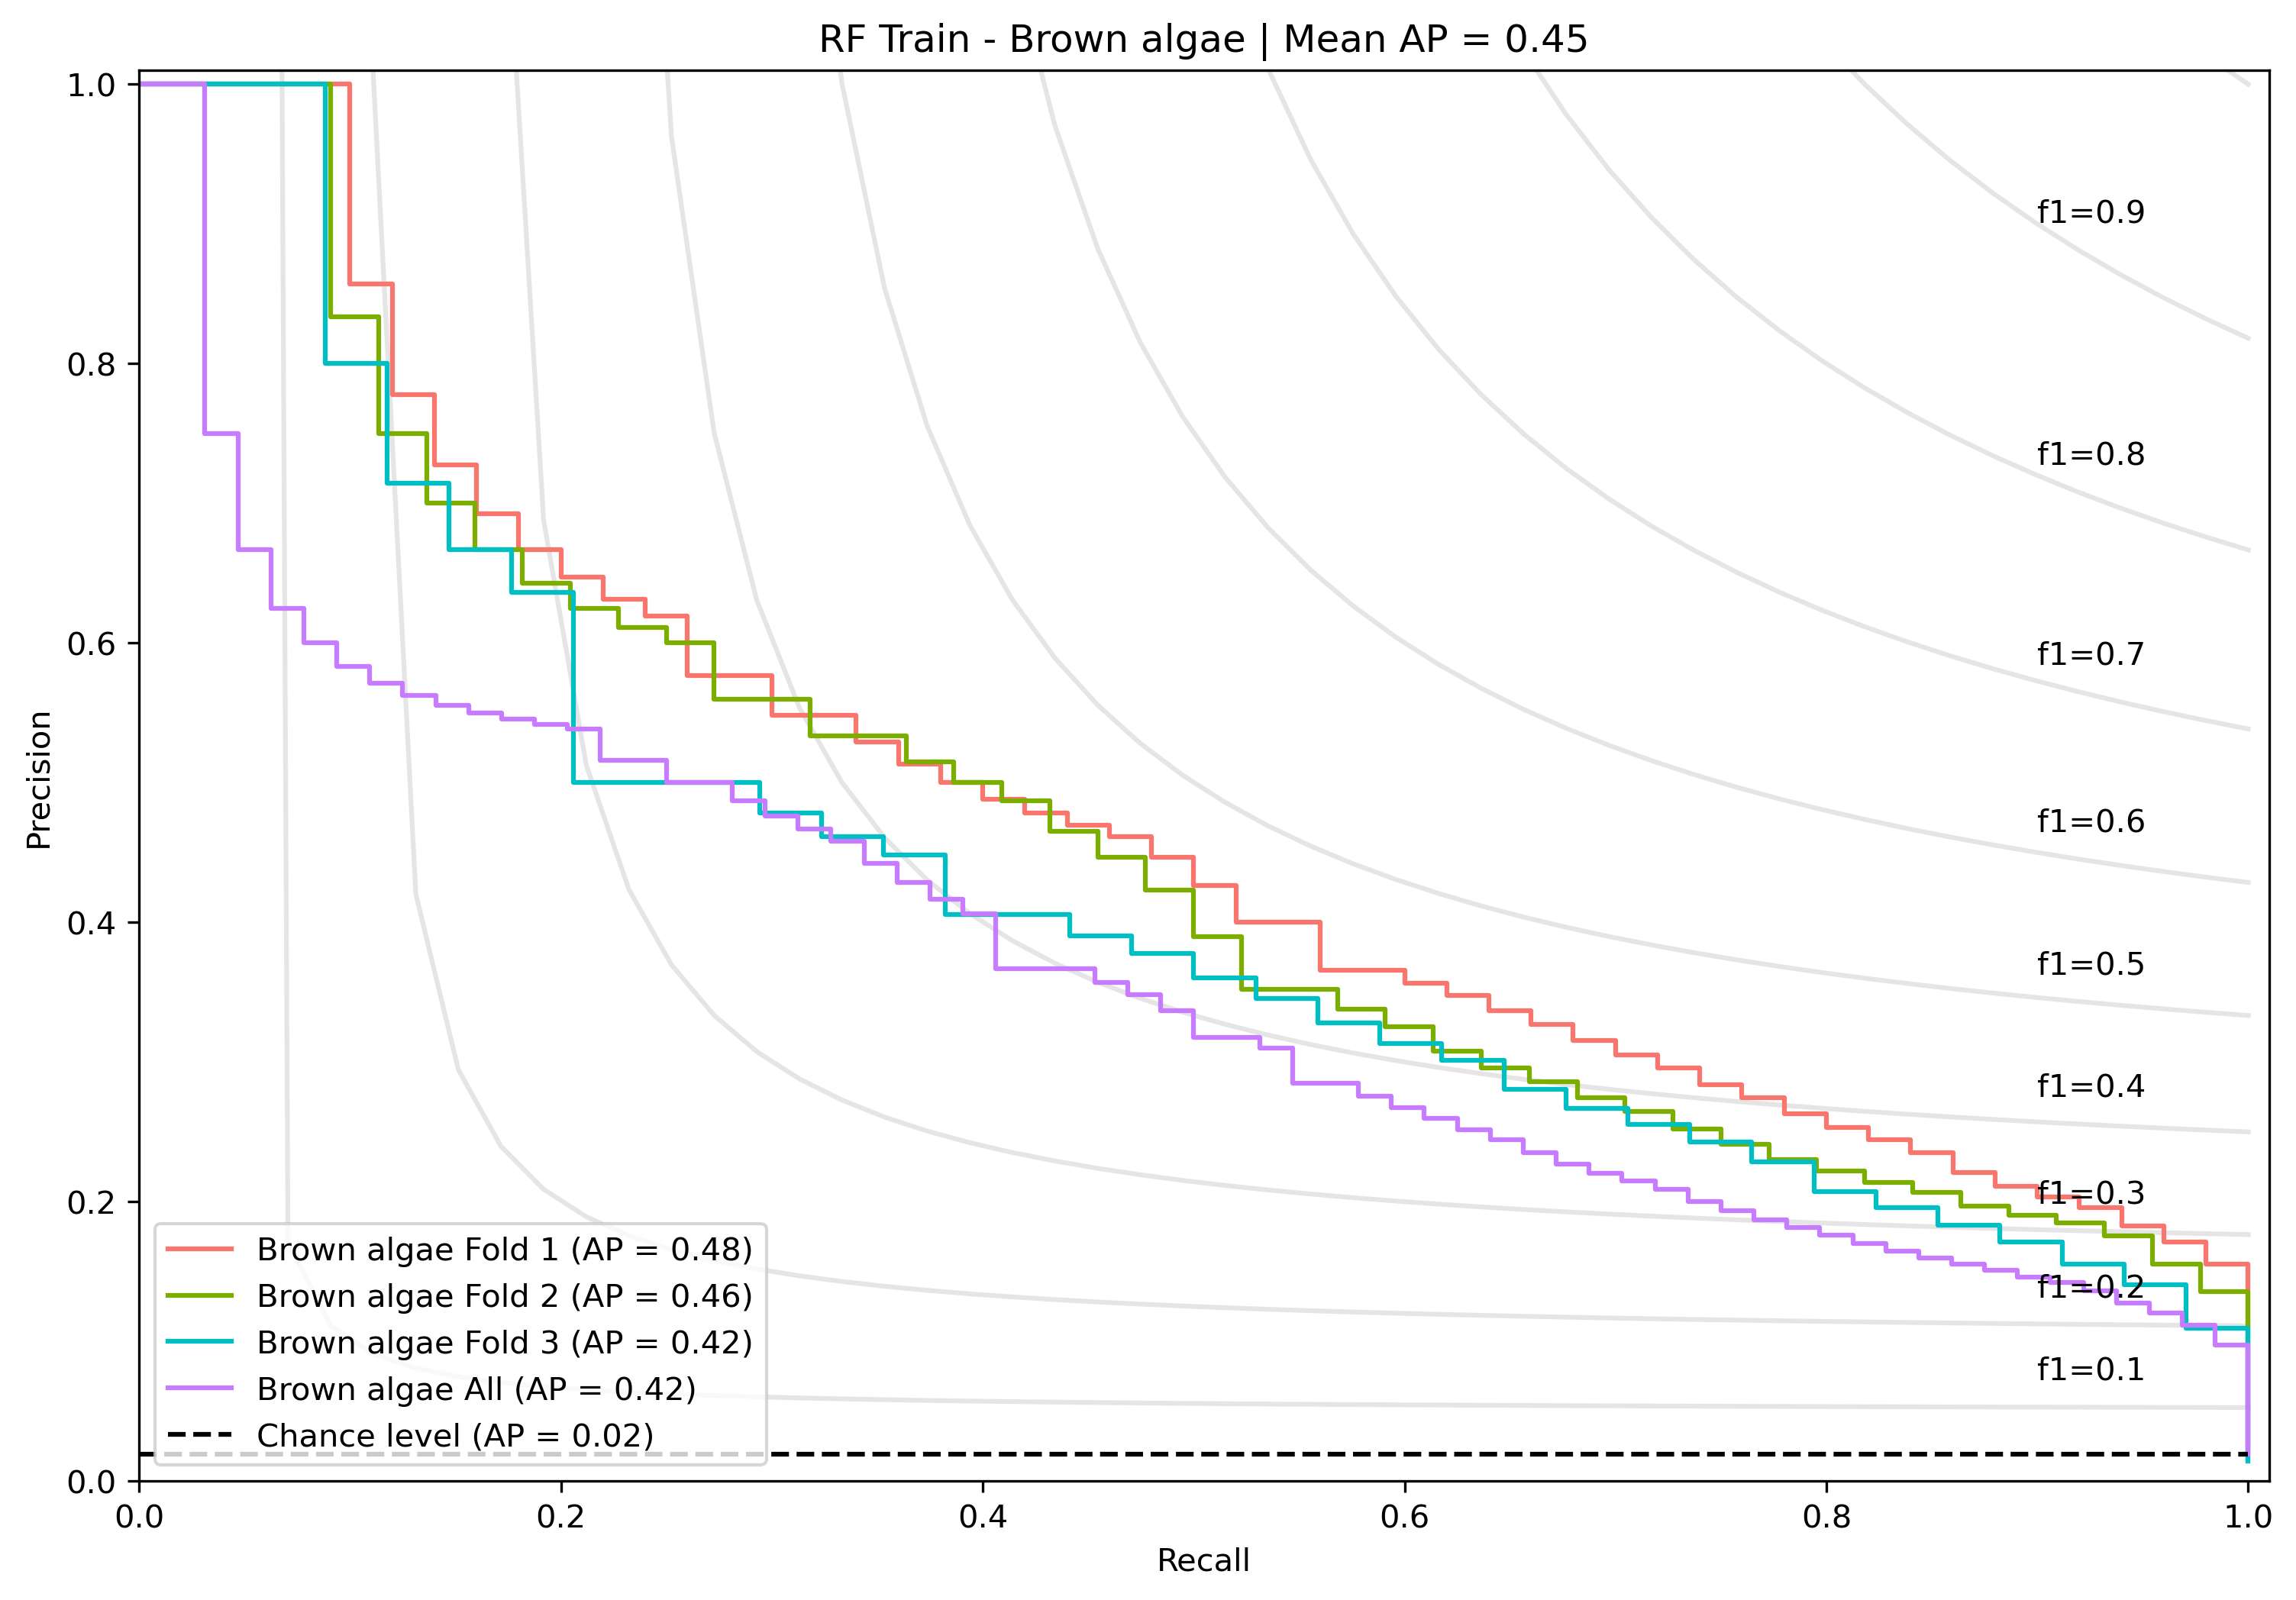 RF Train - Brown algae | Mean AP = 0.45
1.0
0.8
0.6
0.4
0.2
0.0
Precision
f1=0.9
f1=0.8
f1=0.7
f1=0.6
f1=0.5
f1=0.4
f1=0.3
f1=0.2
f1=0.1
Brown algae Fold 1 (AP = 0.48)
Brown algae Fold 2 (AP = 0.46)
Brown algae Fold 3 (AP = 0.42)
Brown algae All (AP = 0.42)
Chance level (AP = 0.02)
0.0 0.2 0.4 0.6 0.8 1.0
Recall